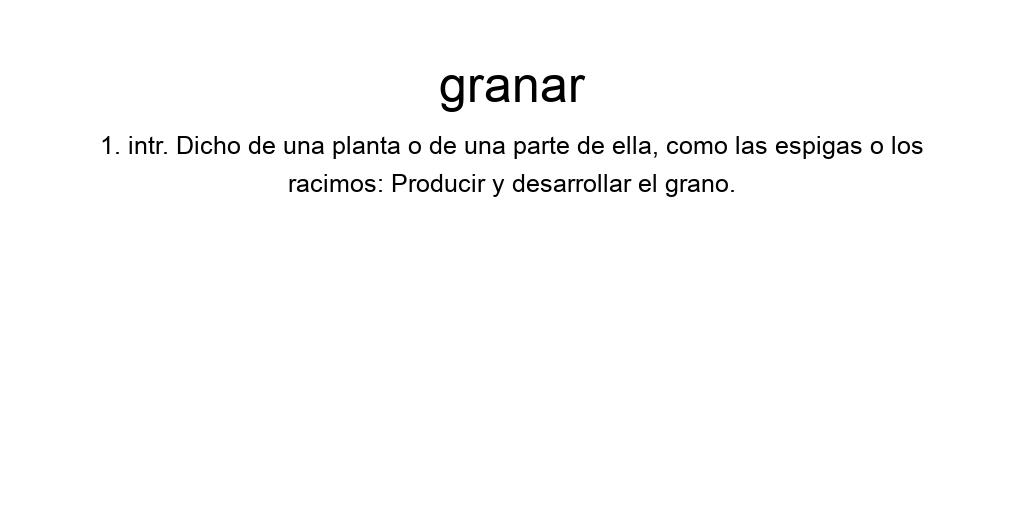 granar
1. intr. Dicho de una planta o de una parte de ella, como las espigas o los
racimos: Producir y desarrollar el grano.